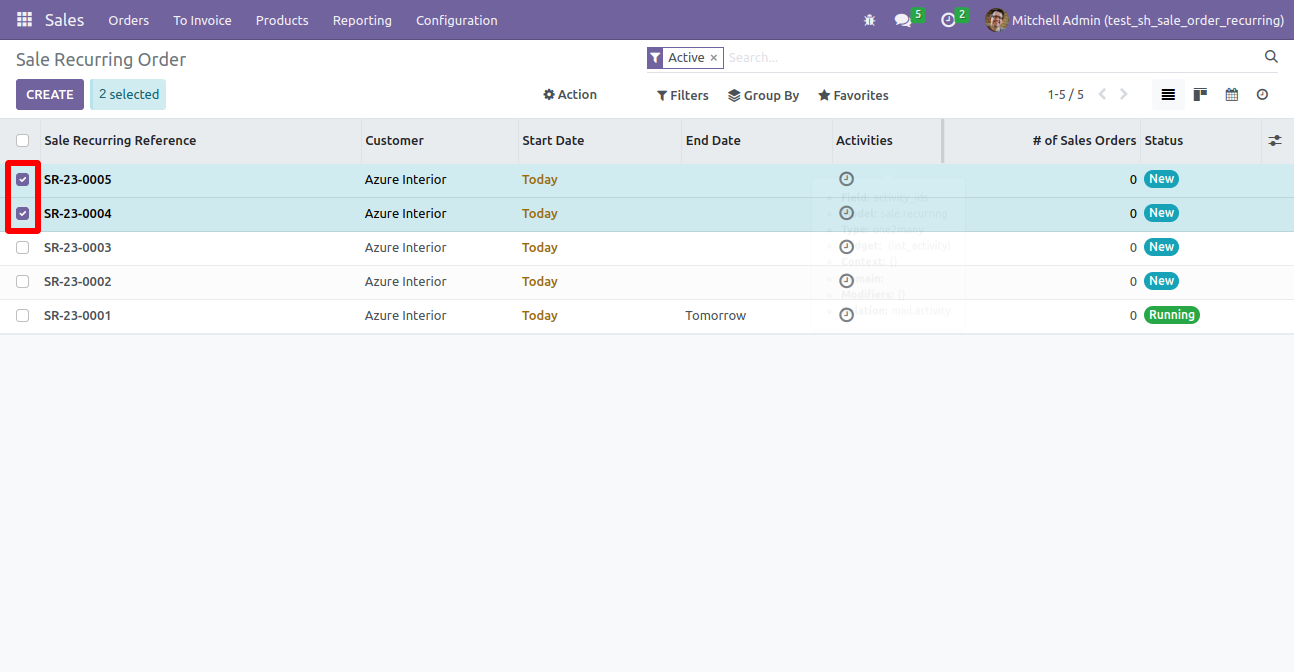 Sales Orders To Invoice Products Reporting Configuration 5 2 Mitchell Admin (test_sh_sale_order_recurring)
Sale Recurring Order Active × Search...
CREATE 2 selected Action Filters Group By Favorites 1-5 / 5
Sale Recurring Reference Customer Start Date End Date Activities # of Sales Orders Status
SR-23-0005 Azure Interior Today 0 New
Field: activity_ids
SR-23-0004 Azure Interior Today 0 New
sale.recurring
Type: one2many
SR-23-0003 Azure Interior Today 0 New
(list_activity)
Context: {}
SR-23-0002 Azure Interior Today 0 New
Modifiers: {}
SR-23-0001 Azure Interior Today Tomorrow 0 Running
mail.activity